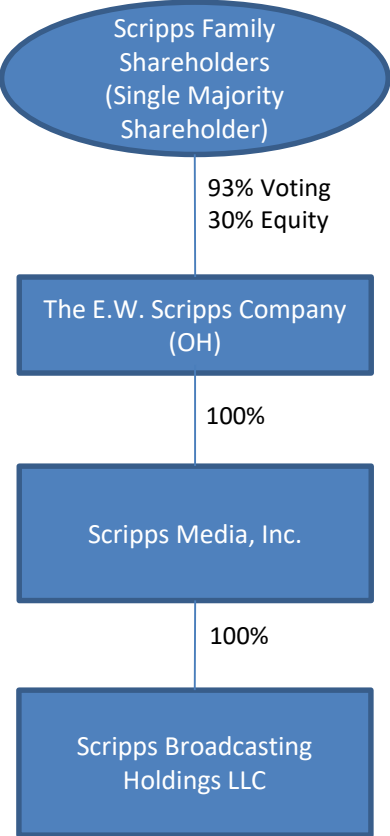 Scripps Family
Shareholders
(Single Majority
Shareholder)
93% Voting
30% Equity
The E.W. Scripps Company
(OH)
100%
Scripps Media, Inc.
100%
Scripps Broadcasting
Holdings LLC